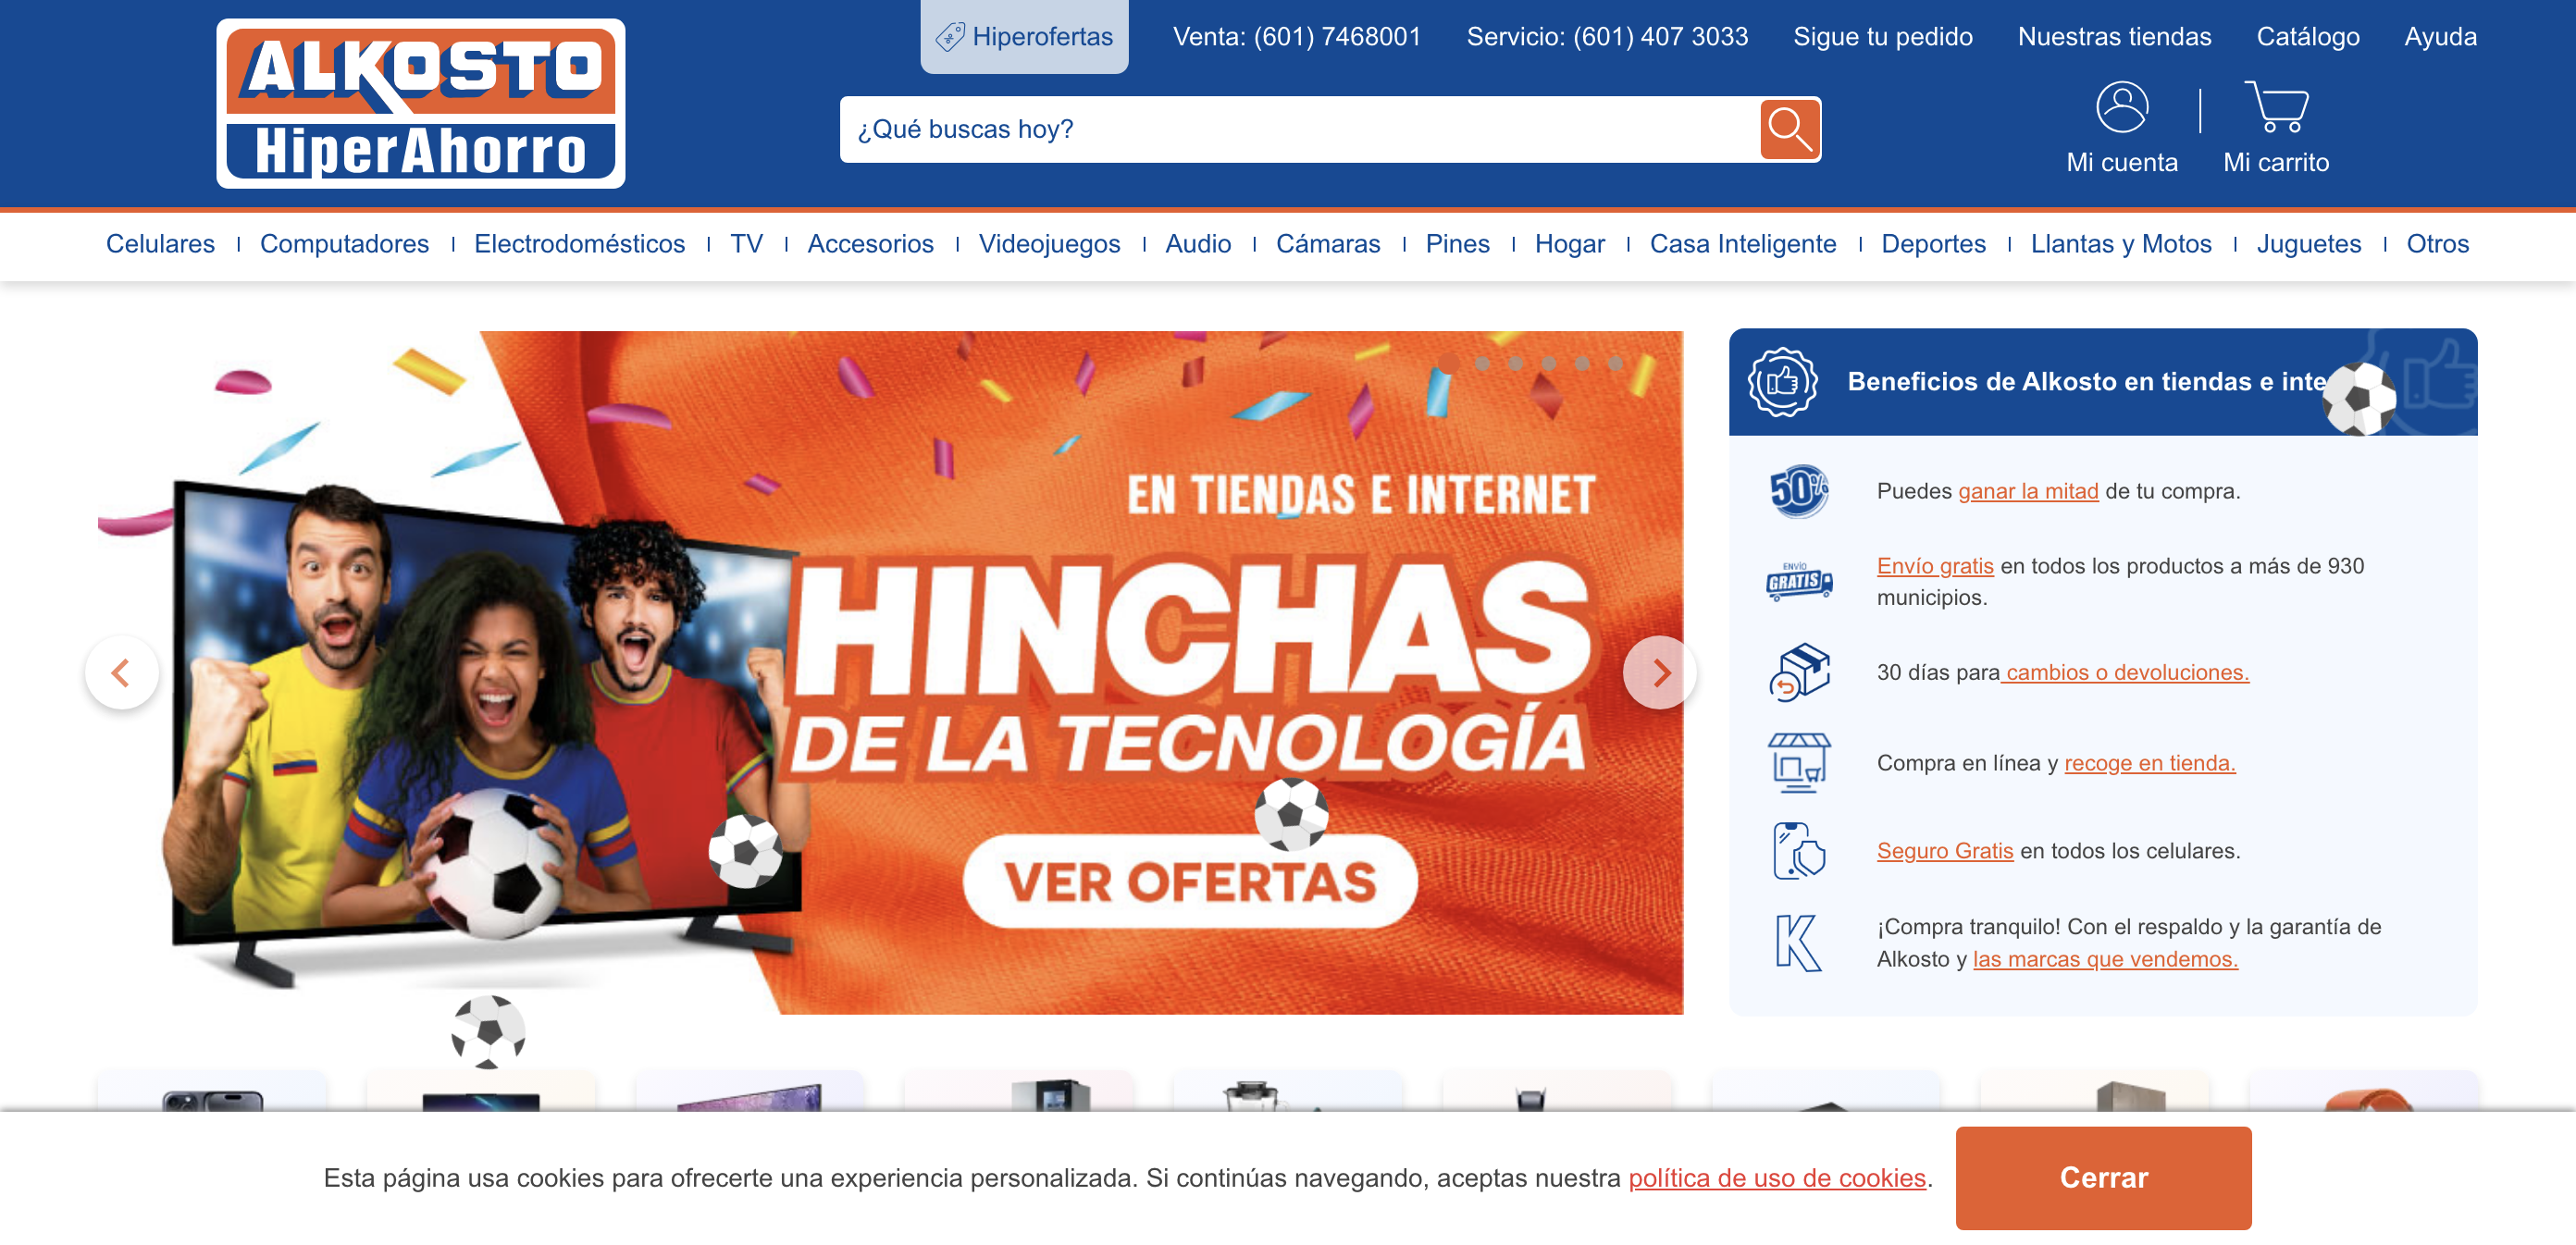 ALKOSTO
HiperAhorro
Hiperofertas
Venta: (601) 7468001
Servicio: (601) 407 3033
Sigue tu pedido
Nuestras tiendas
Catálogo
Ayuda
¿Qué buscas hoy?
Mi cuenta
Mi carrito
Celulares
Computadores
Electrodomésticos
TV
Accesorios
Videojuegos
Audio
Cámaras
Pines
Hogar
Casa Inteligente
Deportes
Llantas y Motos
Juguetes
Otros
EN TIENDAS E INTERNET
HINCHAS
DE LA TECNOLOGÍA
VER OFERTAS
Beneficios de Alkosto en tiendas e inte
50%
Puedes ganar la mitad de tu compra.
ENVÍO
GRATIS
Envío gratis en todos los productos a más de 930
municipios.
30 días para cambios o devoluciones.
Compra en línea y recoge en tienda.
Seguro Gratis en todos los celulares.
K
¡Compra tranquilo! Con el respaldo y la garantía de
Alkosto y las marcas que vendemos.
Esta página usa cookies para ofrecerte una experiencia personalizada. Si continúas navegando, aceptas nuestra política de uso de cookies.
Cerrar